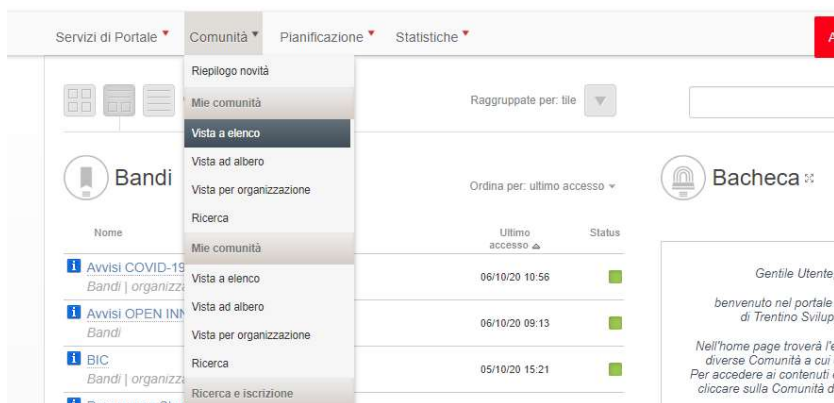 Servizi di Portale Comunità Pianificazione Statistiche
Riepilogo novità
Mie comunità
Vista a elenco
Vista ad albero
Vista per organizzazione
Ricerca
Mie comunità
Vista a elenco
Vista ad albero
Vista per organizzazione
Ricerca
Ricerca e iscrizione
Raggruppate per: tile
Bandi
Ordina per: ultimo accesso
Nome
Ultimo accesso
Status
Avvisi COVID-19
06/10/20 10:56
Bandi |
Avvisi OPEN
06/10/20 09:13
Bandi
BIC
05/10/20 15:21
Bandi |
Bacheca
Gentile Utente,
benvenuto nel portale
di Trentino
Nell'home page troverà
diverse Comunità a cui
Per accedere ai contenuti
cliccare sulla Comunità